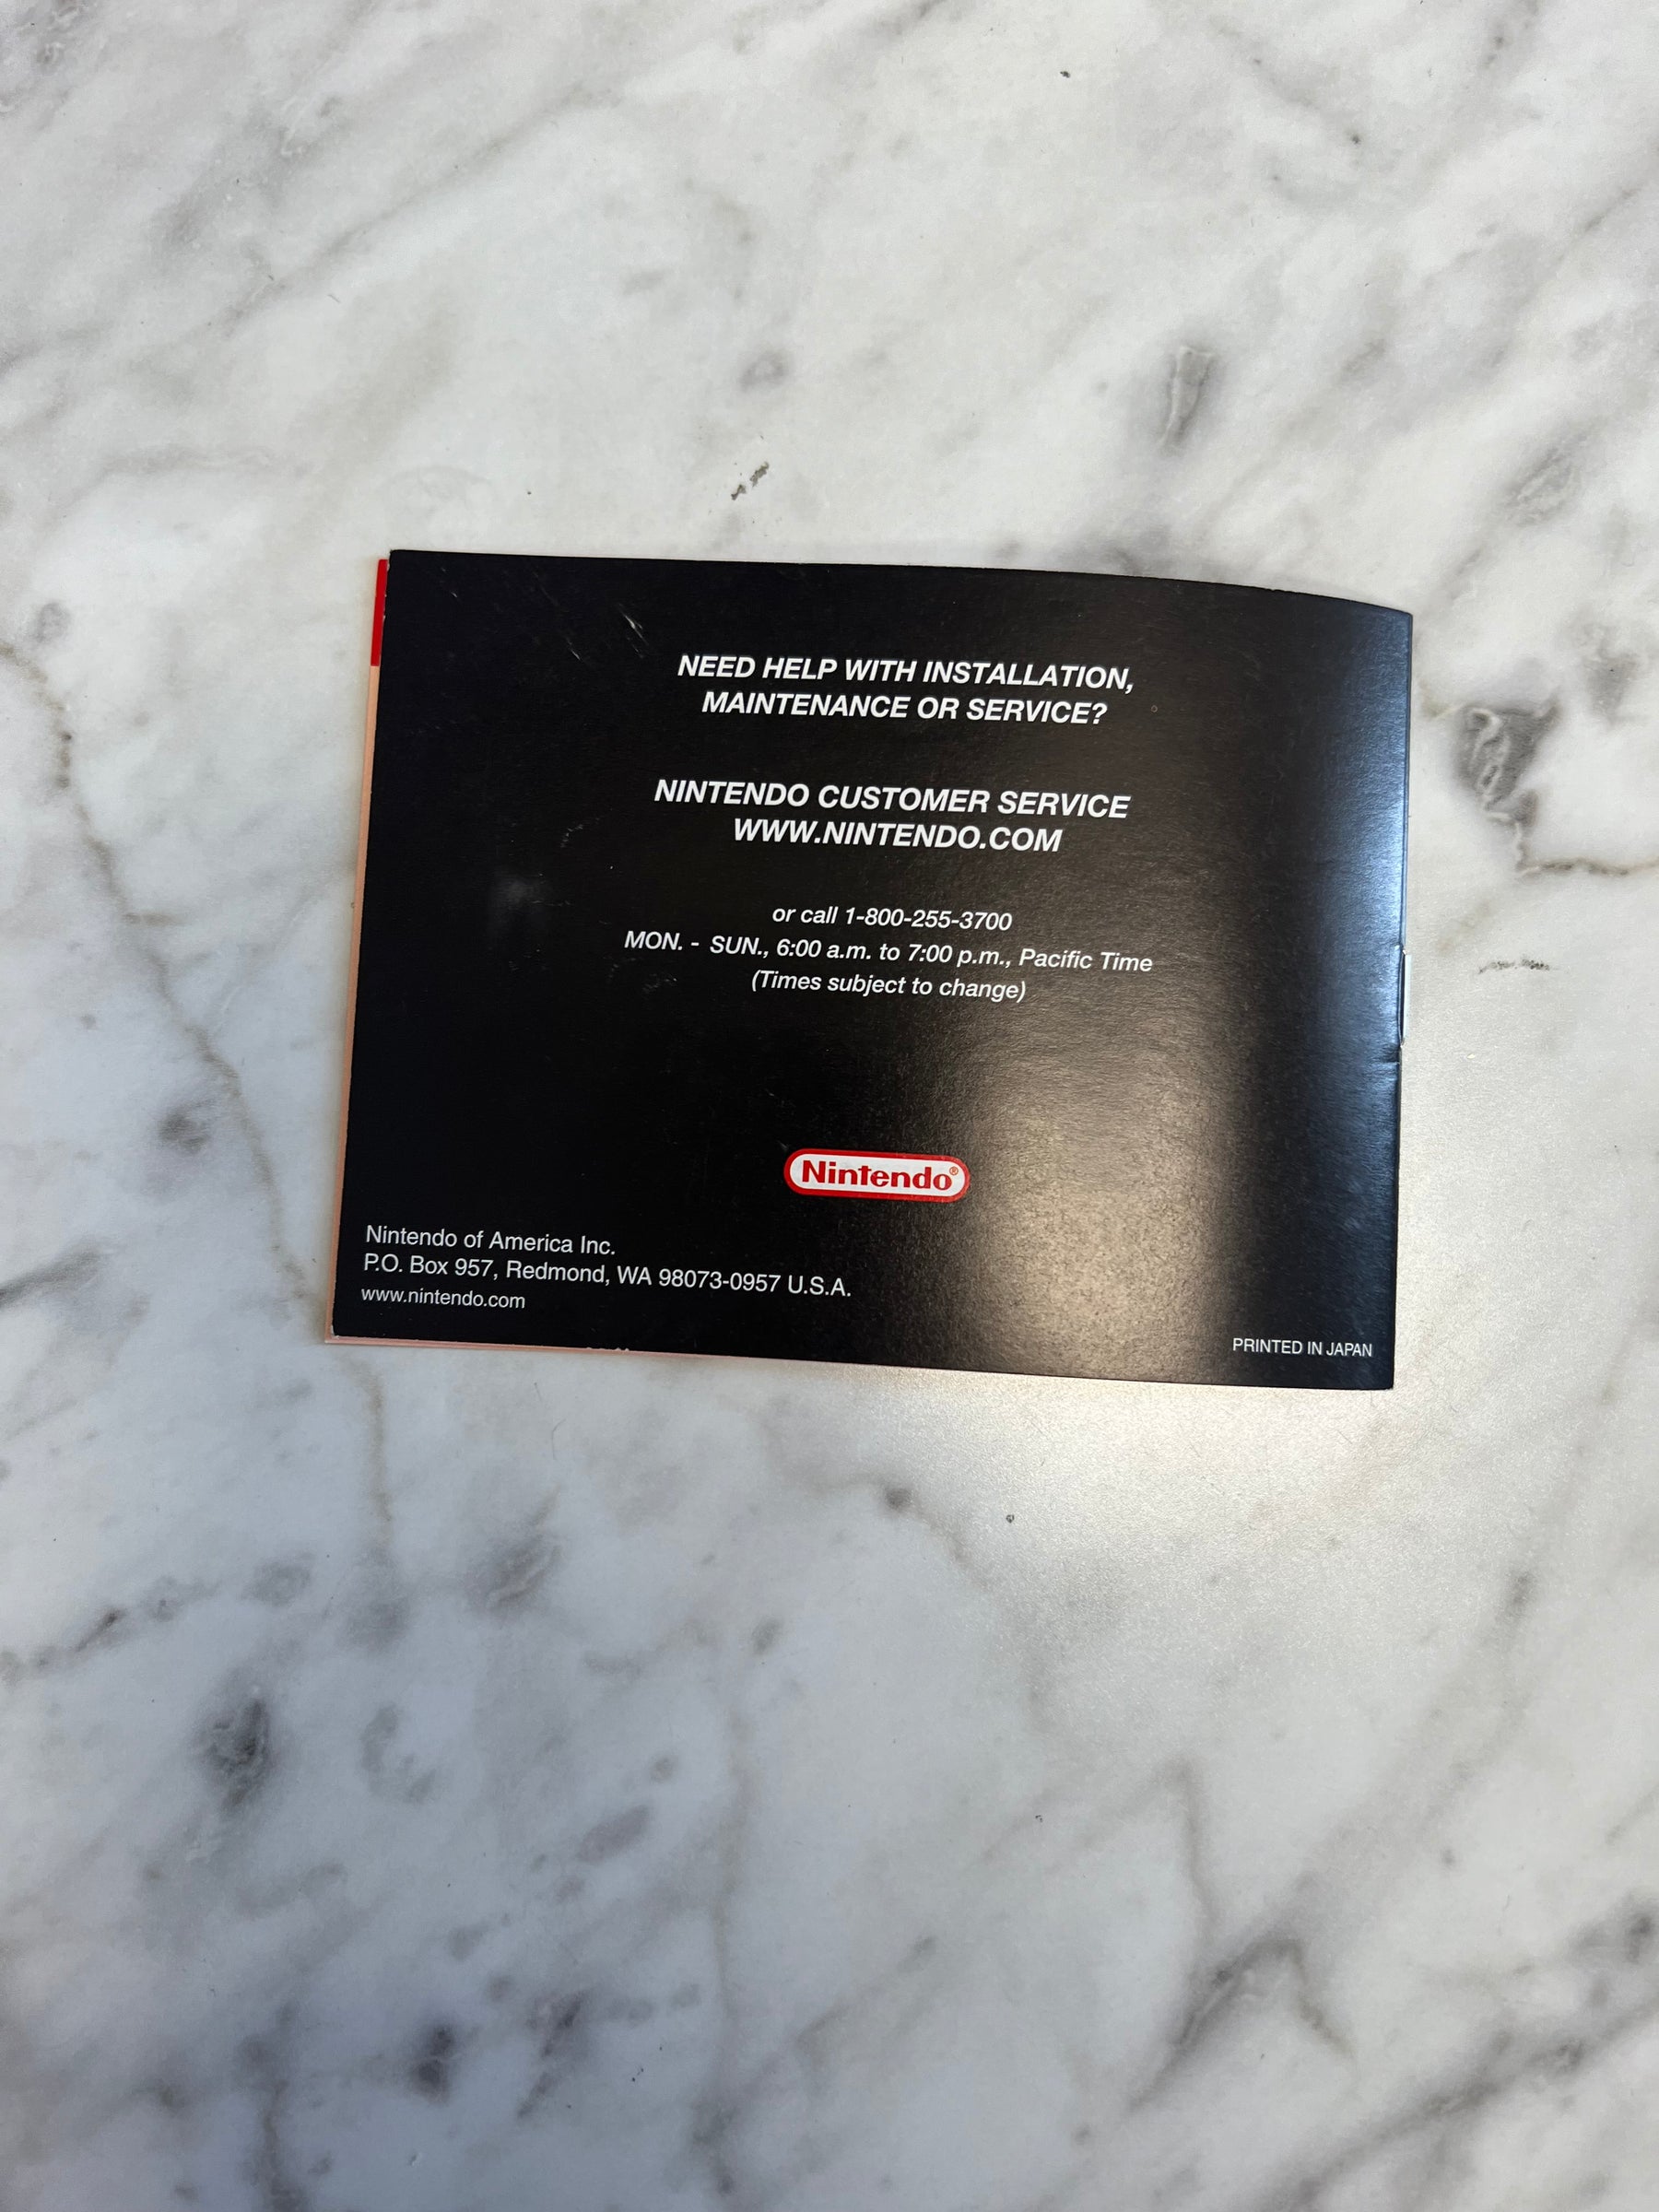 NEED HELP WITH INSTALLATION,
MAINTENANCE OR SERVICE?
NINTENDO CUSTOMER SERVICE
WWW.NINTENDO.COM
or call 1-800-255-3700
MON. - SUN., 6:00 a.m. to 7:00 p.m., Pacific Time
(Times subject to change)
Nintendo®
Nintendo of America Inc.
P.O. Box 957, Redmond, WA 98073-0957 U.S.A.
www.nintendo.com
PRINTED IN JAPAN